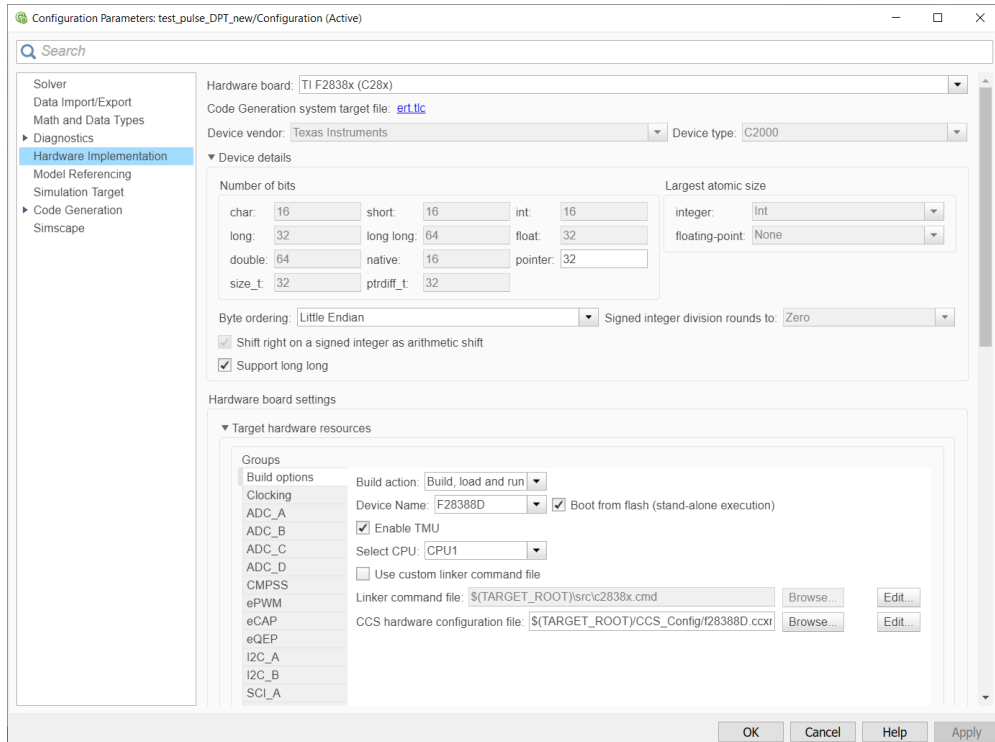 Configuration Parameters: test_pulse_DPT_new/Configuration (Active)
Search
Solver
Data Import/Export
Math and Data Types
Diagnostics
Hardware Implementation
Model Referencing
Simulation Target
Code Generation
Simscape
Hardware board: TI F2838x (C28x)
Code Generation system target file: ert.tlc
Device vendor: Texas Instruments Device type: C2000
Device details
Number of bits Largest atomic size
char: 16 short: 16 int: 16 integer: Int
long: 32 long long: 64 float: 32 floating-point: None
double: 64 native: 16 pointer: 32
size_t: 32 ptrdiff_t: 32
Byte ordering: Little Endian Signed integer division rounds to: Zero
Shift right on a signed integer as arithmetic shift
Support long long
Hardware board settings
Target hardware resources
Groups
Build options
Clocking
ADC_A
ADC_B
ADC_C
ADC_D
CMPSS
ePWM
eCAP
eQEP
I2C_A
I2C_B
SCI_A
Build action: Build, load and run
Device Name: F28388D Boot from flash (stand-alone execution)
Enable TMU
Select CPU: CPU1
Use custom linker command file
Linker command file: $(TARGET_ROOT)\src\c2838x.cmd Browse... Edit...
CCS hardware configuration file: $(TARGET_ROOT)/CCS_Config/f28388D.ccxr Browse... Edit...
OK Cancel Help Apply